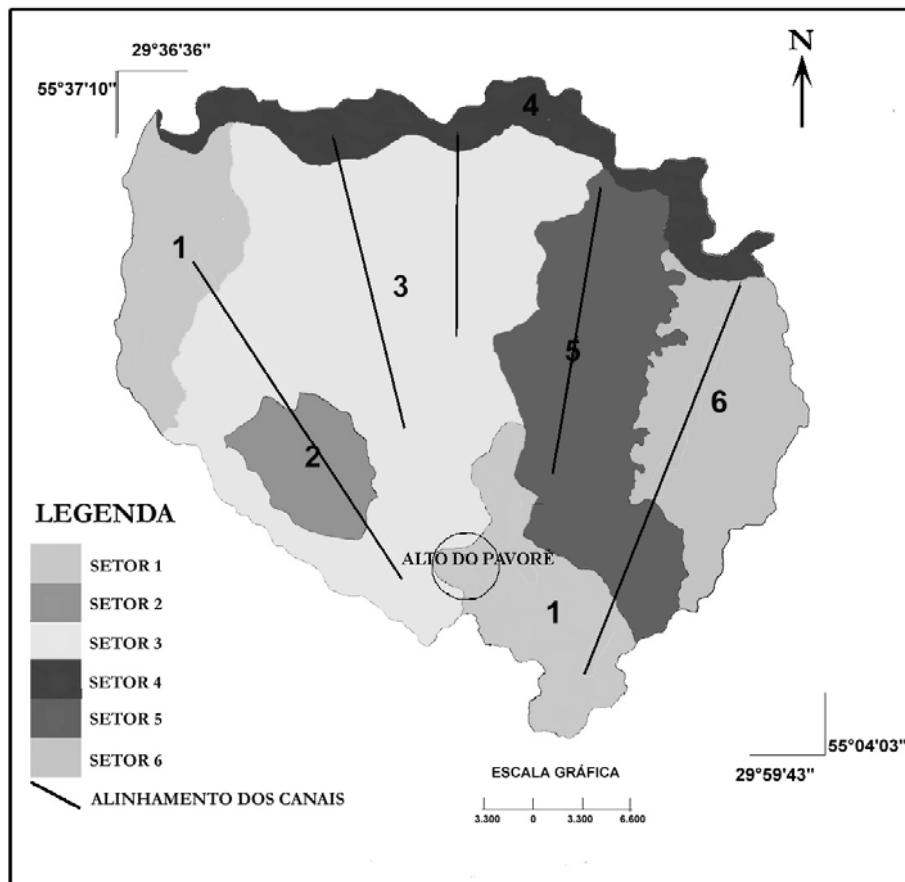 29°36'36"
55°37'10"
N
4
1
3
5
6
2
ALTO DO PAVORÉ
1
LEGENDA
SETOR 1
SETOR 2
SETOR 3
SETOR 4
SETOR 5
SETOR 6
ALINHAMENTO DOS CANAIS
55°04'03"
29°59'43"
ESCALA GRÁFICA
3.300 0 3.300 6.600